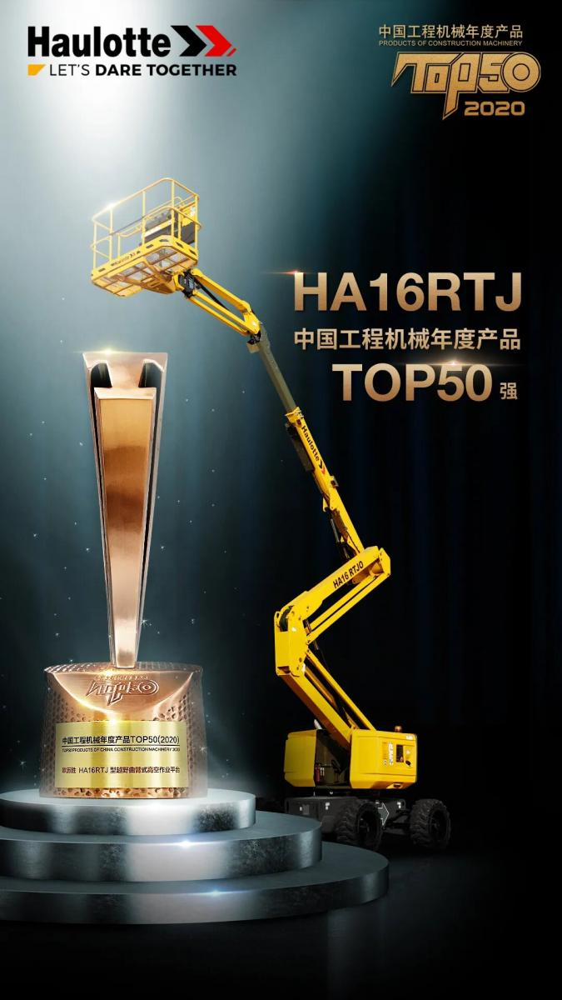 Haulotte
LET'S DARE TOGETHER
中国工程机械年度产品
PRODUCTS OF CONSTRUCTION MACHINERY
TOP50
2020
HA16RTJ
中国工程机械年度产品
TOP50 强
Haulotte
HA16 RTJO
TOP50
中国工程机械年度产品TOP50(2020)
TOP50 PRODUCTS OF CHINA CONSTRUCTION MACHINERY 2020
欧历胜 HA16RTJ 型越野曲臂式高空作业平台